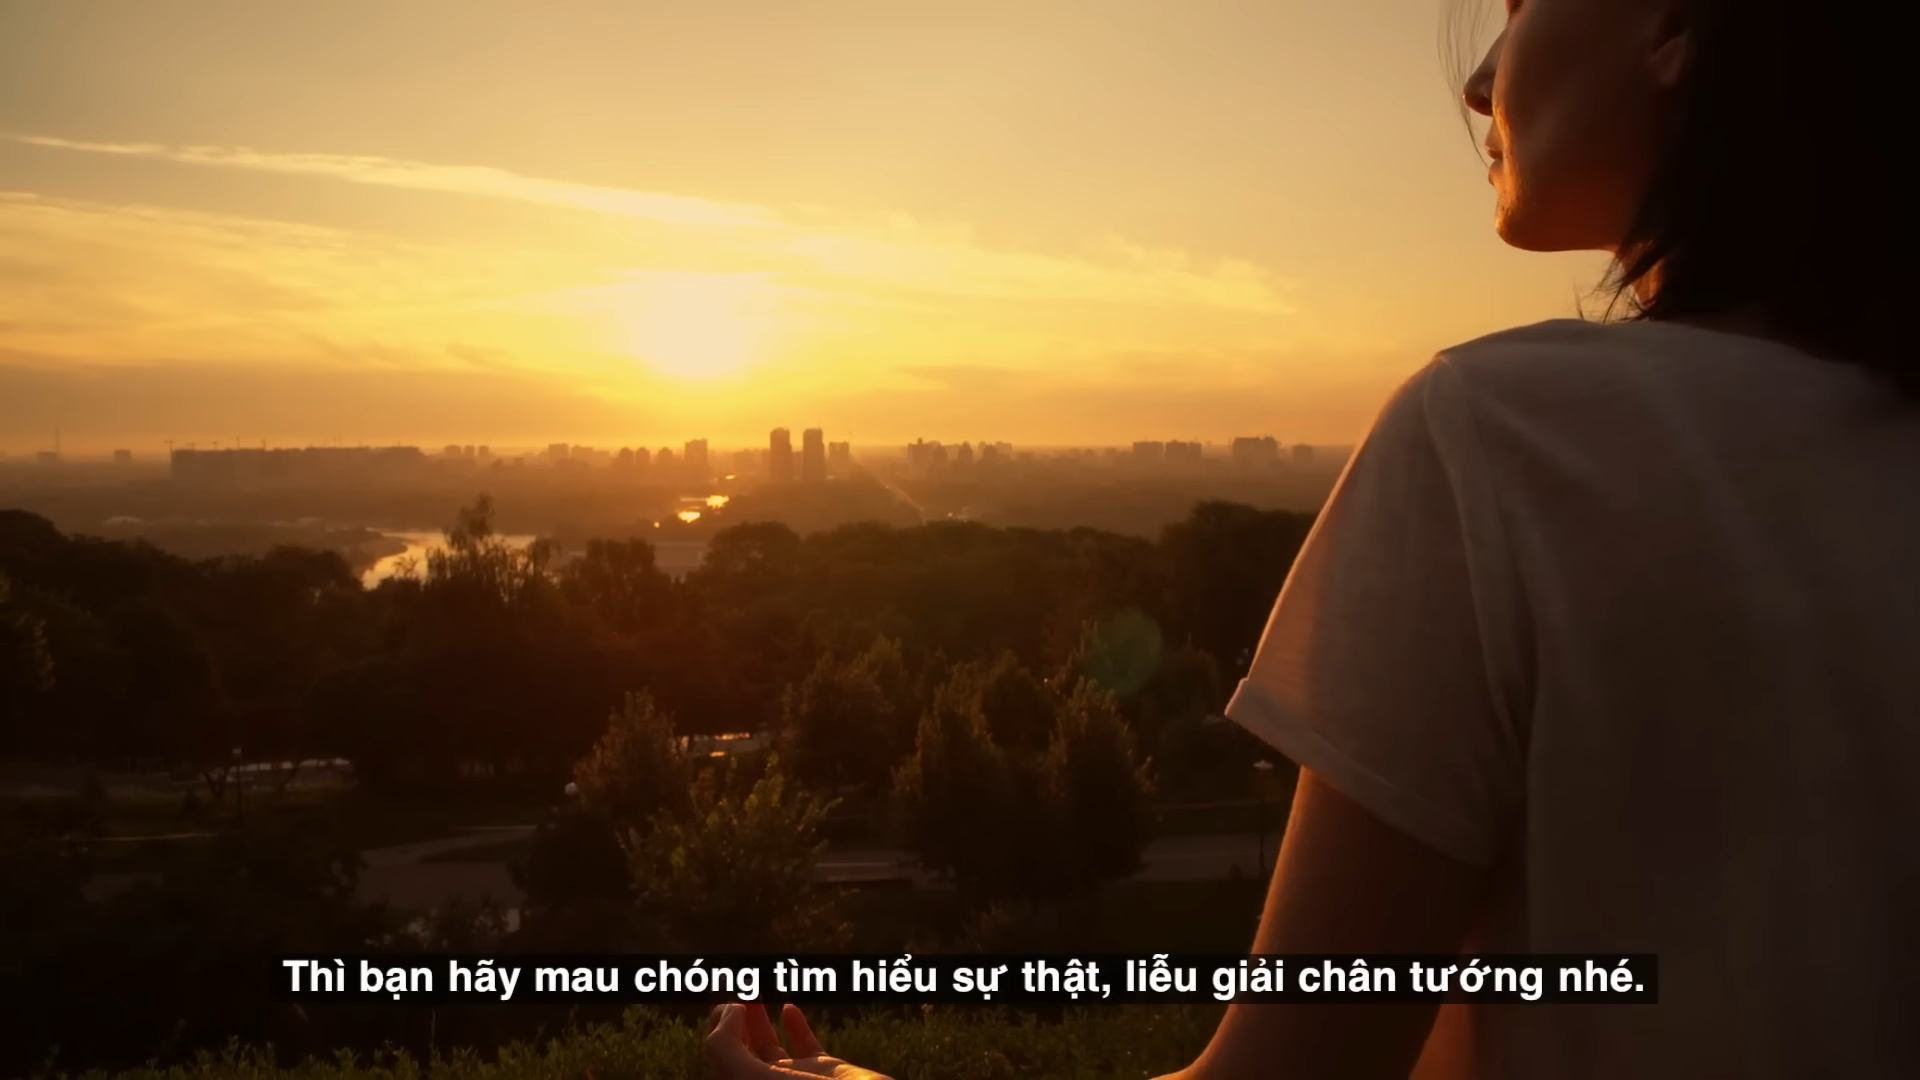 Thì bạn hãy mau chóng tìm hiểu sự thật, liễu giải chân tướng nhé.